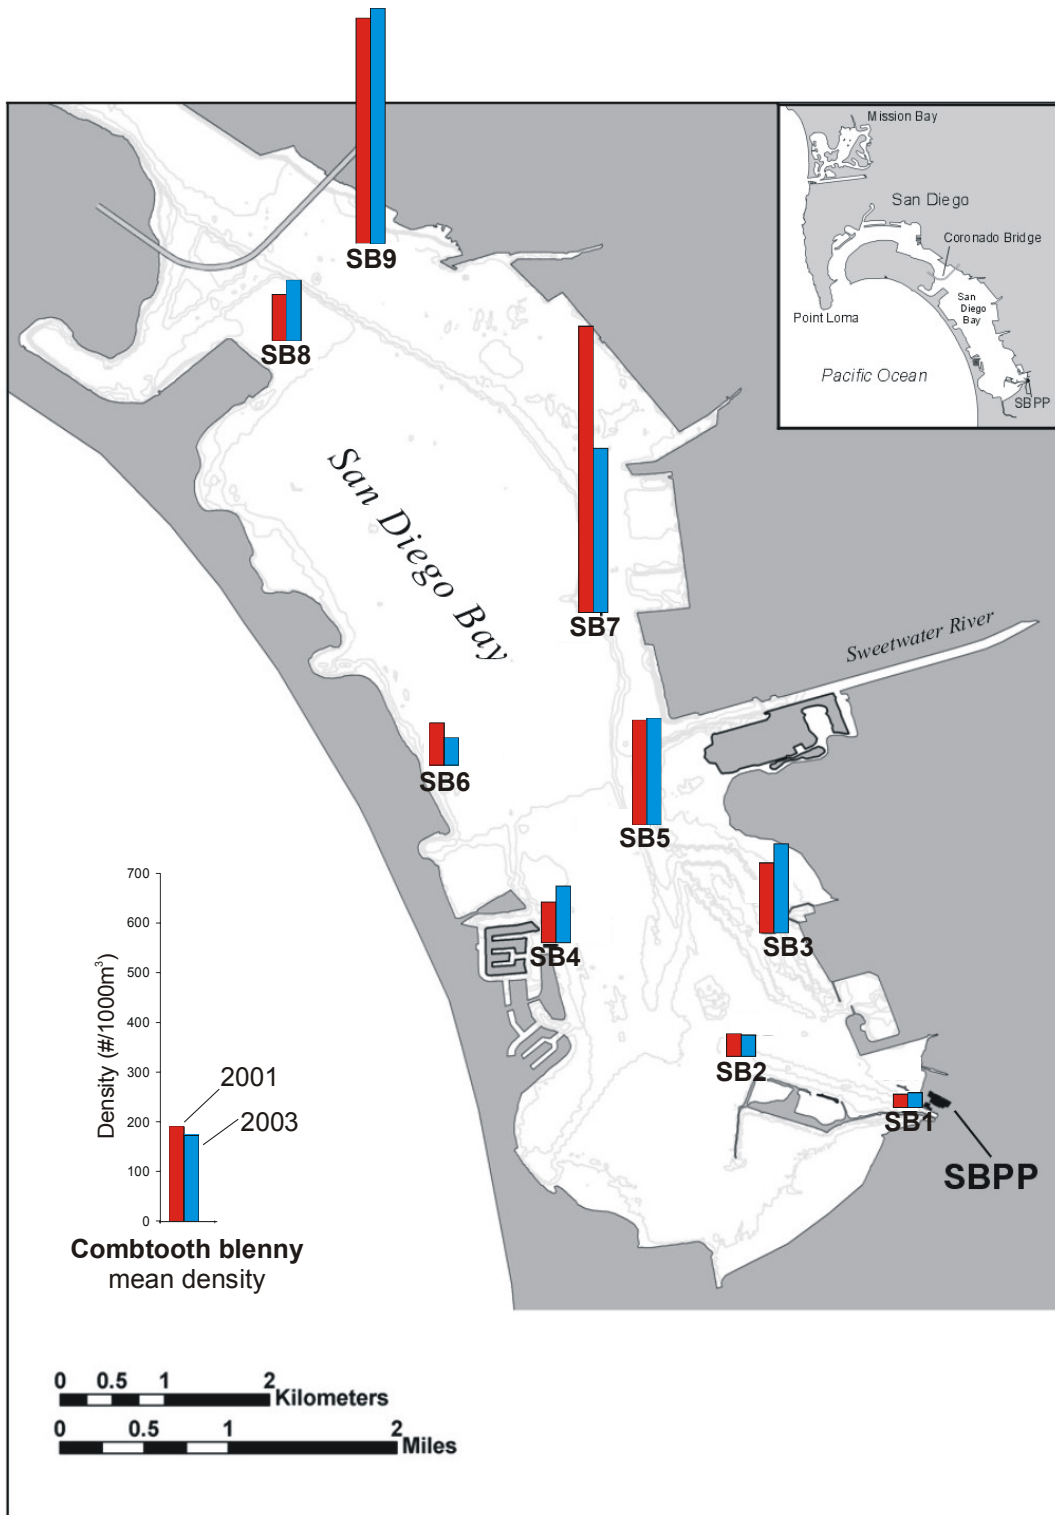 Mission Bay
San Diego
Coronado Bridge
San
Diego
Bay
Point Loma
Pacific Ocean
SBPP
SB9
SB8
San Diego Bay
SB7
Sweetwater River
SB6
SB5
SB4
SB3
SB2
SB1
SBPP
700
600
500
400
300
200
100
0
Density (#/1000m³)
2001
2003
Combtooth blenny
mean density
0 0.5 1 2 Kilometers
0 0.5 1 2 Miles